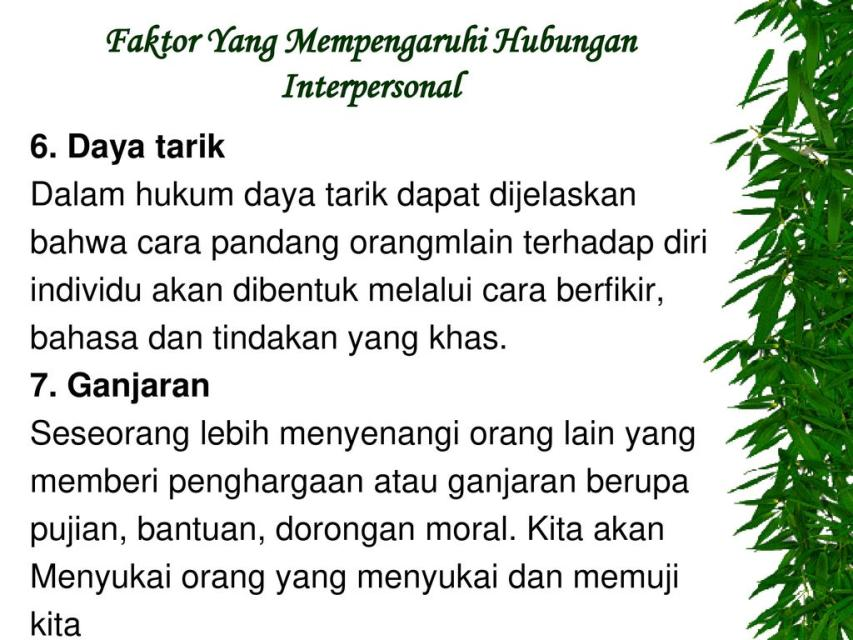 Faktor Yang Mempengaruhi Hubungan
Interpersonal
6. Daya tarik
Dalam hukum daya tarik dapat dijelaskan
bahwa cara pandang orangmlain terhadap diri
individu akan dibentuk melalui cara berfikir,
bahasa dan tindakan yang khas.
7. Ganjaran
Seseorang lebih menyenangi orang lain yang
memberi penghargaan atau ganjaran berupa
pujian, bantuan, dorongan moral. Kita akan
Menyukai orang yang menyukai dan memuji
kita